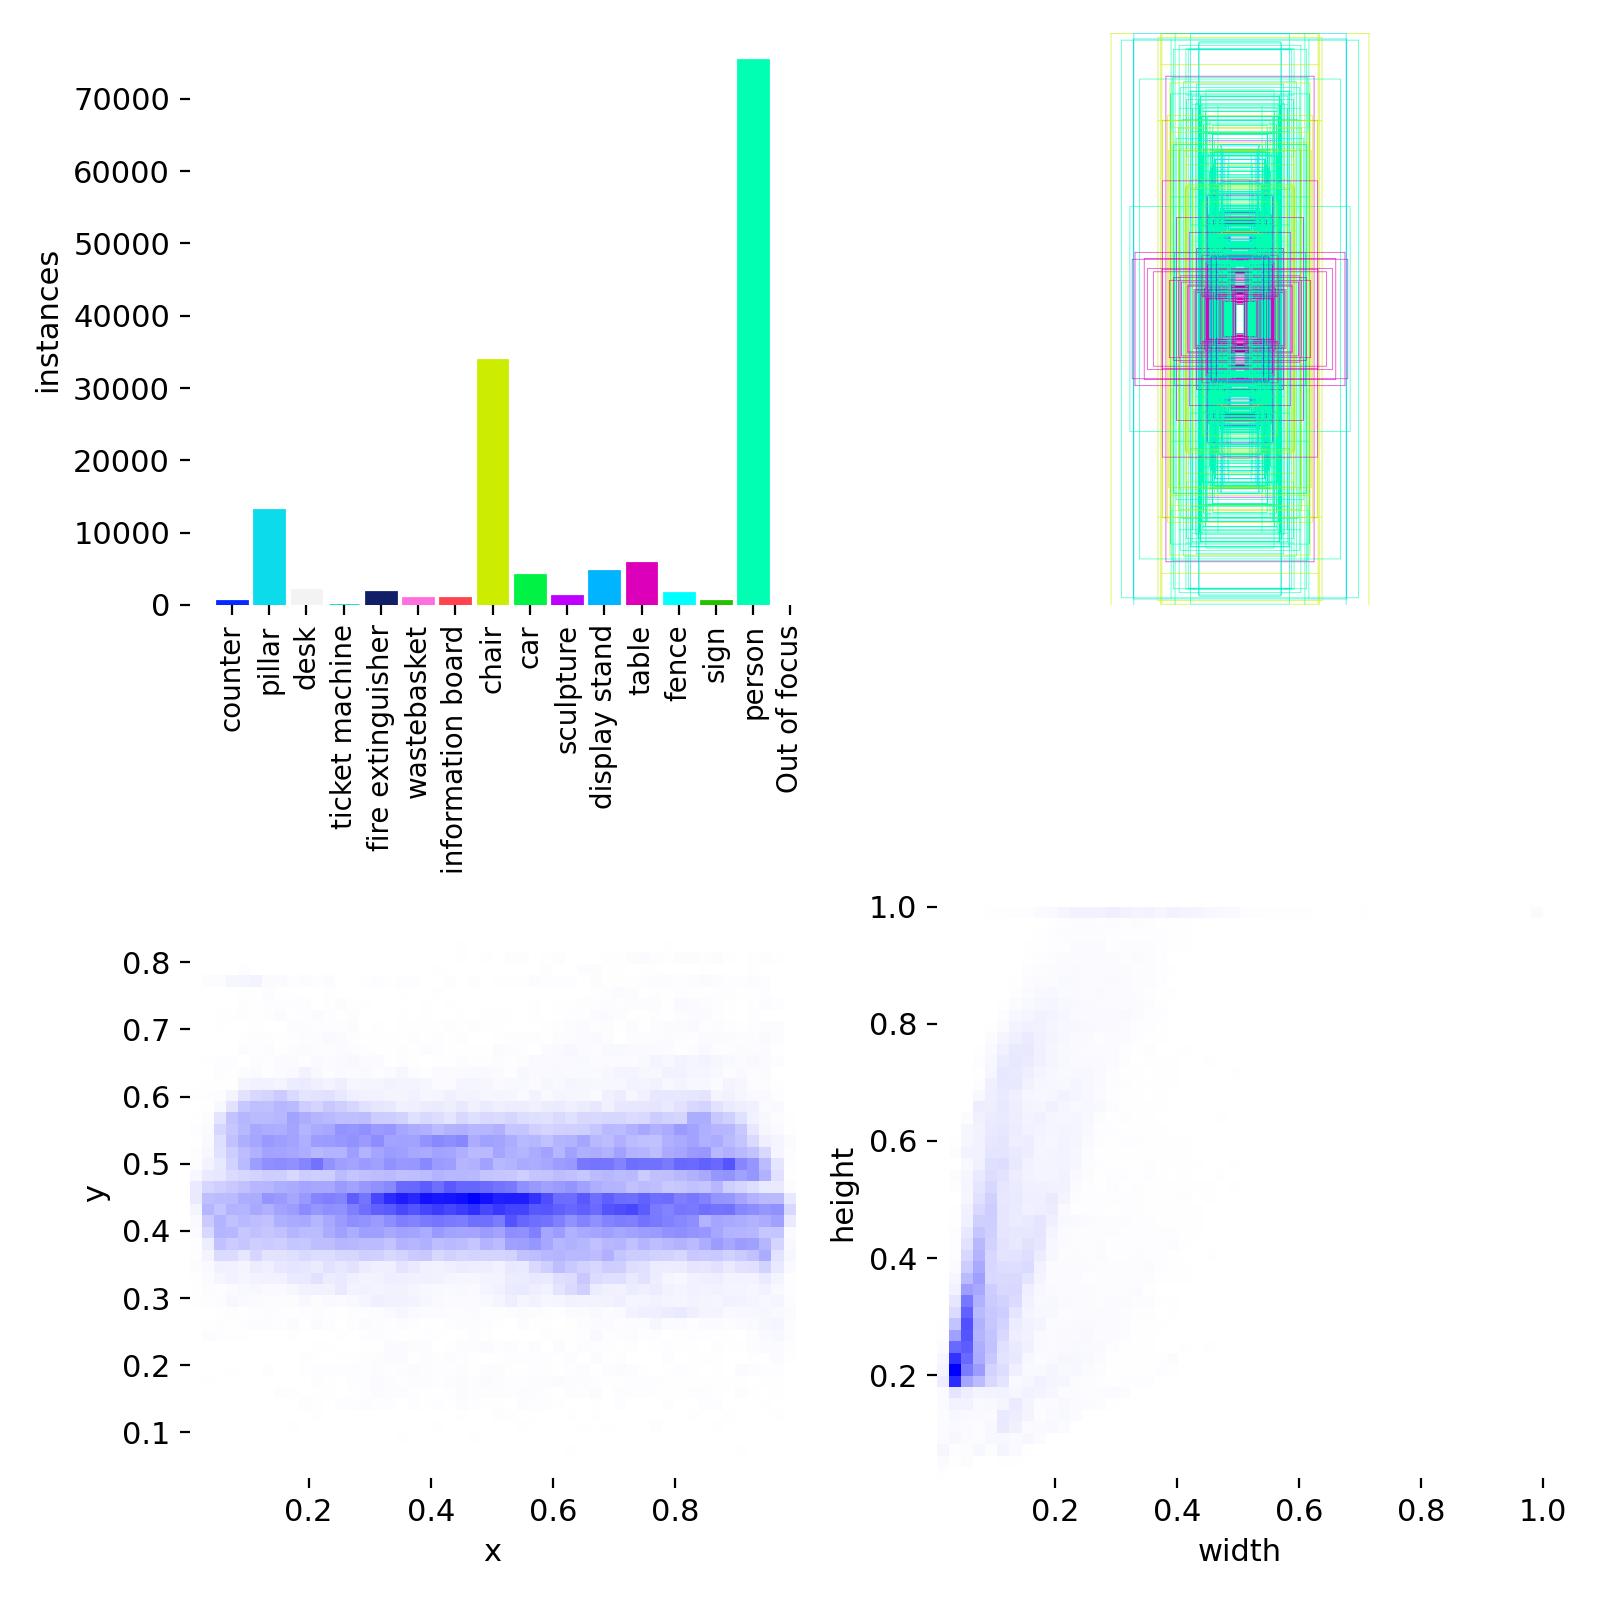 instances
70000
60000
50000
40000
30000
20000
10000
0
counter
pillar
desk
ticket machine
fire extinguisher
wastebasket
information board
chair
car
sculpture
display stand
table
fence
sign
person
Out of focus
y
0.8
0.7
0.6
0.5
0.4
0.3
0.2
0.1
0.2 0.4 0.6 0.8
x
height
1.0
0.8
0.6
0.4
0.2
0.2 0.4 0.6 0.8 1.0
width